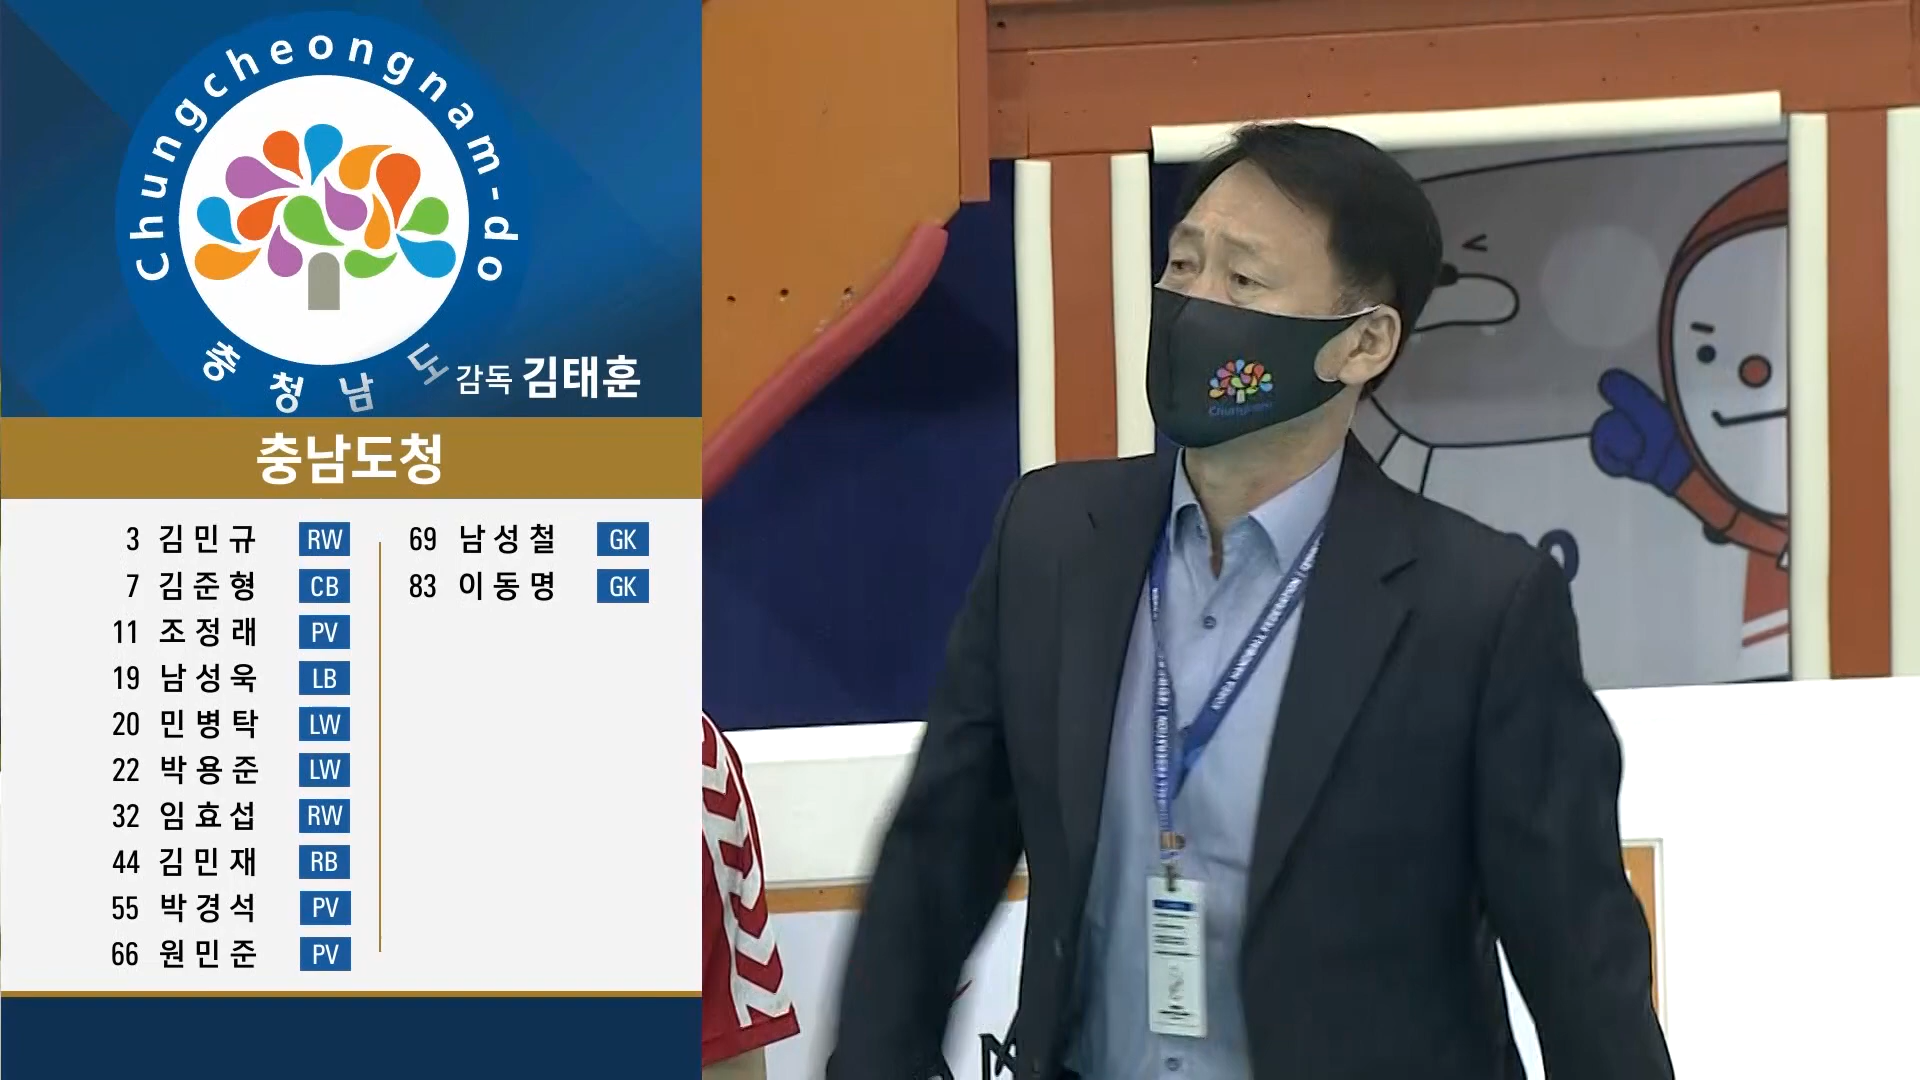 Chungcheongnam-do
충청남도
감독 김태훈
충남도청
3 김민규 RW
7 김준형 CB
11 조정래 PV
19 남성욱 LB
20 민병탁 LW
22 박용준 LW
32 임효섭 RW
44 김민재 RB
55 박경석 PV
66 원민준 PV
69 남성철 GK
83 이동명 GK
KOREA HANDBALL FEDERATION